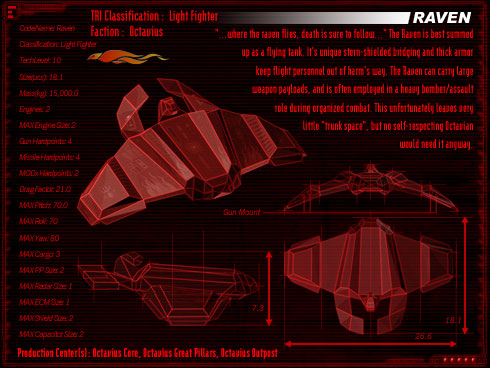 TRI Classification : Light Fighter
Faction : Octavius
RAVEN
"...where the raven flies, death is sure to follow..." The Raven is best summed
up as a flying tank. It's unique stern-shielded bridging and thick armor
keep flight personnel out of harm's way. The Raven can carry large
weapon payloads, and is often employed in a heavy bomber/assault
role during organized combat. This unfortunately leaves very
little "trunk space", but no self-respecting Octavian
would need it anyway.
CodeName: Raven
Classification: Light Fighter
TechLevel: 10
Size(yoz): 18.1
Mass(kg): 15,000.0
Engines: 2
MAX Engine Size: 2
Gun Hardpoints: 4
Missile Hardpoints: 4
MODs Hardpoints: 2
Drag Factor: 21.0
MAX Pitch: 70.0
MAX Roll: 70
MAX Yaw: 60
MAX Cargo: 3
MAX PP Size: 2
MAX Radar Size: 1
MAX ECM Size: 1
MAX Shield Size: 2
MAX Capacitor Size: 2
Gun Mount
7.3
18.1
26.6
Production Center(s): Octavius Core, Octavius Great Pillars, Octavius Outpost